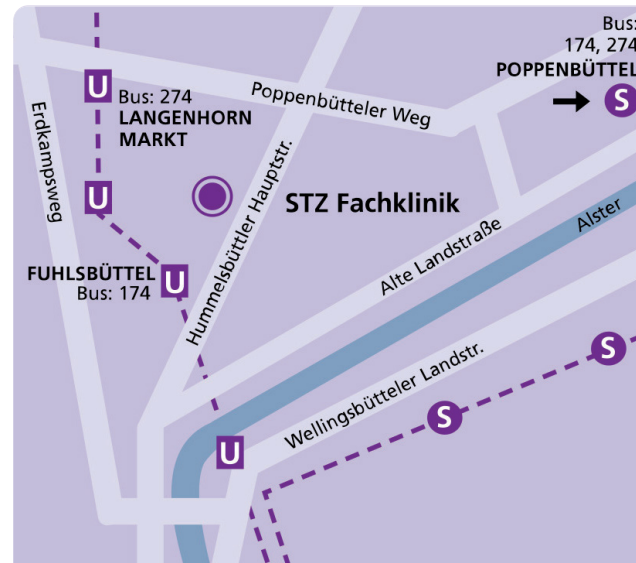 Bus:
174, 274
POPPENBÜTTEL
S
U
Bus: 274
LANGENHORN
MARKT
Poppenbütteler Weg
Erdkampsweg
U
STZ Fachklinik
Hummelsbüttler Hauptstr.
Alte Landstraße
Alster
FUHLSBÜTTEL
Bus: 174
U
S
Wellingsbütteler Landstr.
S
U